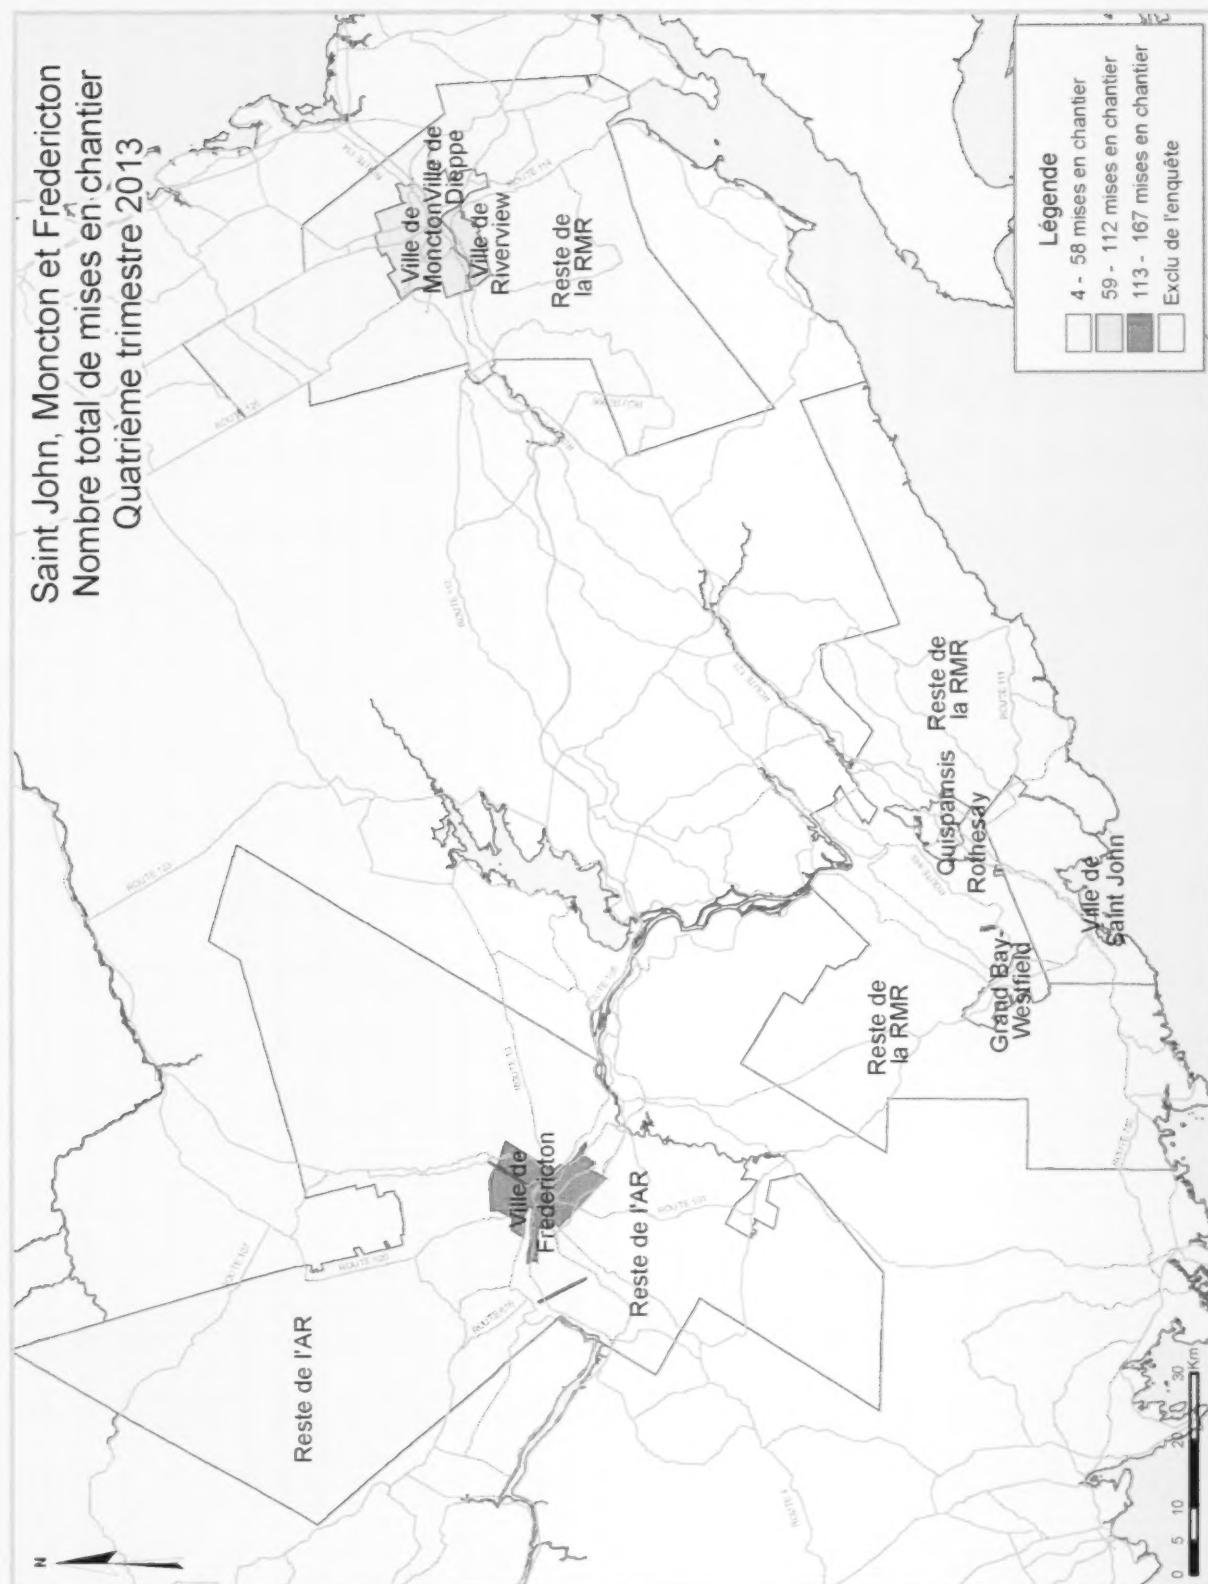 Saint John, Moncton et Fredericton
Nombre total de mises en chantier
Quatrième trimestre 2013
N
Ville de
Moncton
Ville de
Dieppe
Ville de
Riverview
Reste de
la RMR
Reste de l'AR
Ville de
Fredericton
Reste de l'AR
Reste de
la RMR
Reste de
la RMR
Quispamsis
Rothesay
Grand Bay-
Westfield
Ville de
Saint John
ROUTE 114
ROUTE 111
Légende
4 - 58 mises en chantier
59 - 112 mises en chantier
113 - 167 mises en chantier
Exclu de l'enquête
0 5 10 20 30
Km